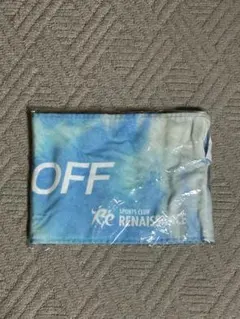 OFF
SPORTS CLUB
RENAISSANCE